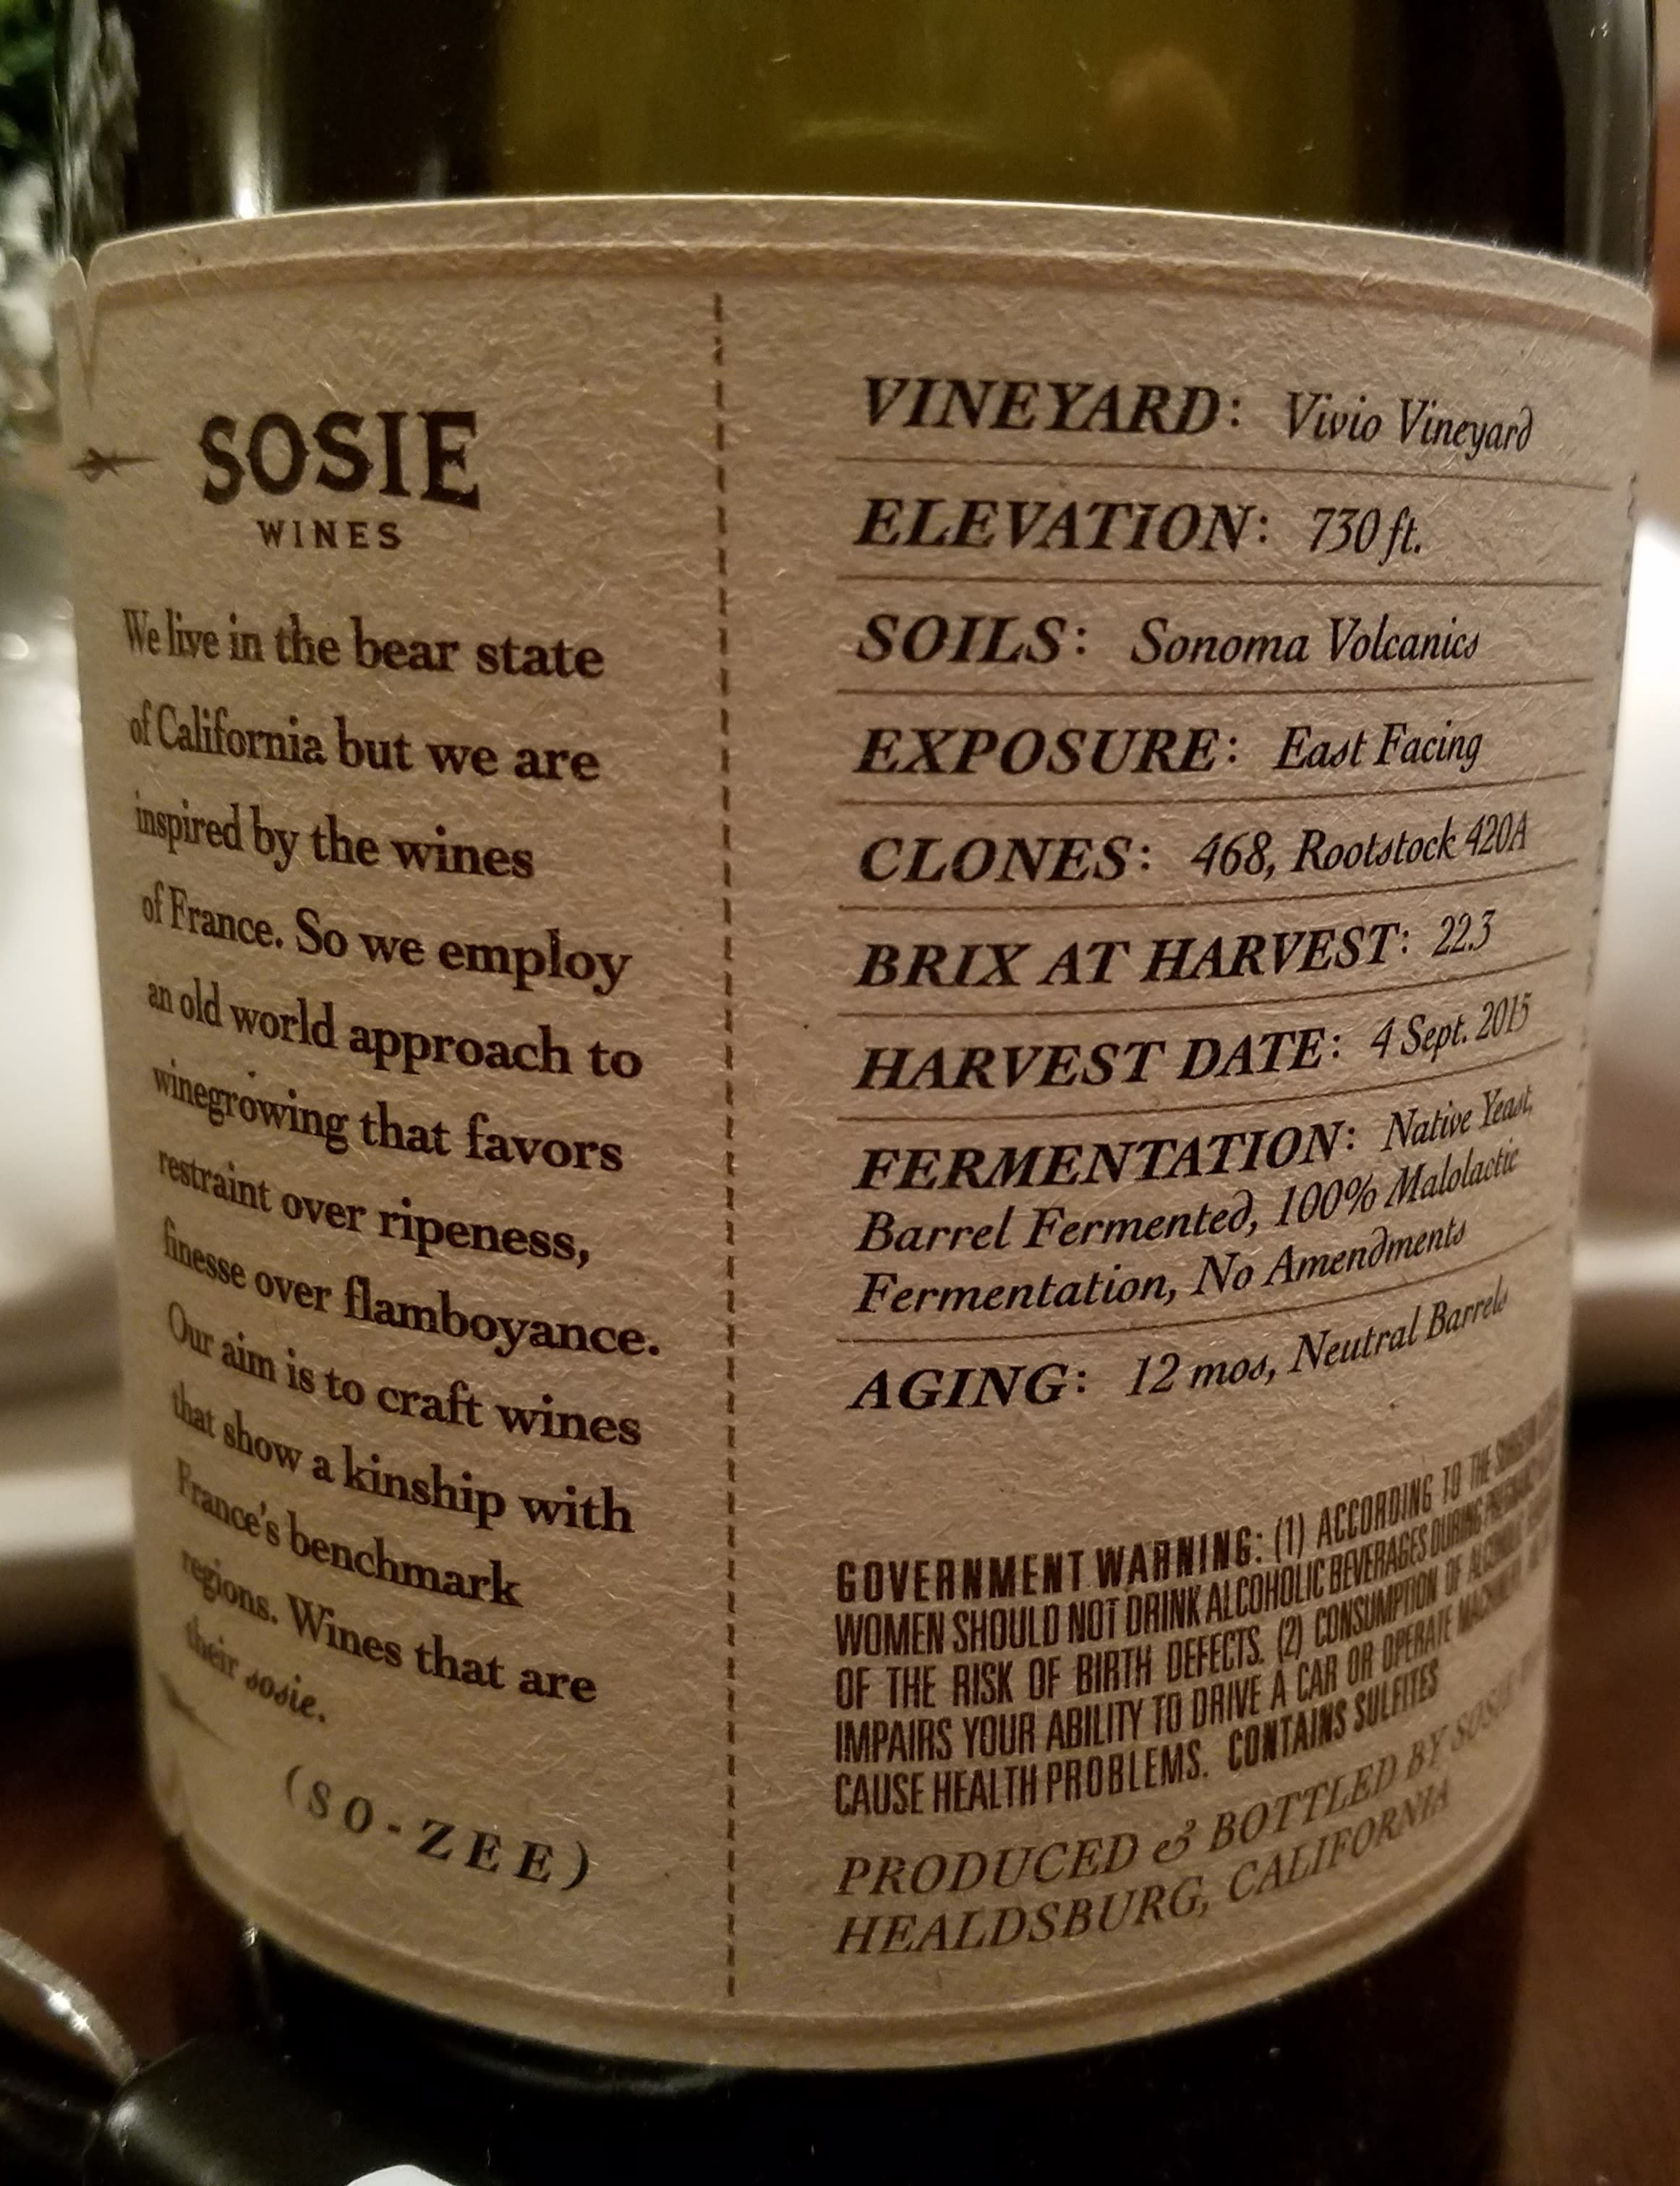 SOSIE
WINES
We live in the bear state
of California but we are
inspired by the wines
of France. So we employ
an old world approach to
winegrowing that favors
restraint over ripeness,
finesse over flamboyance.
Our aim is to craft wines
that show a kinship with
France's benchmark
regions. Wines that are
their sosie.
(SO-ZEE)
VINEYARD: Vivio Vineyard
ELEVATION: 730 ft.
SOILS: Sonoma Volcanics
EXPOSURE: East Facing
CLONES: 468, Rootstock 420A
BRIX AT HARVEST: 22.3
HARVEST DATE: 4 Sept. 2015
FERMENTATION: Native Yeast,
Barrel Fermented, 100% Malolactic
Fermentation, No Amendments
AGING: 12 mos, Neutral Barrels
GOVERNMENT WARNING: (1) ACCORDING TO THE SURGEON
WOMEN SHOULD NOT DRINK ALCOHOLIC BEVERAGES DURING PREGNANCY
OF THE RISK OF BIRTH DEFECTS. (2) CONSUMPTION OF ALCOHOLIC
IMPAIRS YOUR ABILITY TO DRIVE A CAR OR OPERATE MACHINERY
CAUSE HEALTH PROBLEMS. CONTAINS SULFITES
PRODUCED & BOTTLED BY SOSIE
HEALDSBURG, CALIFORNIA